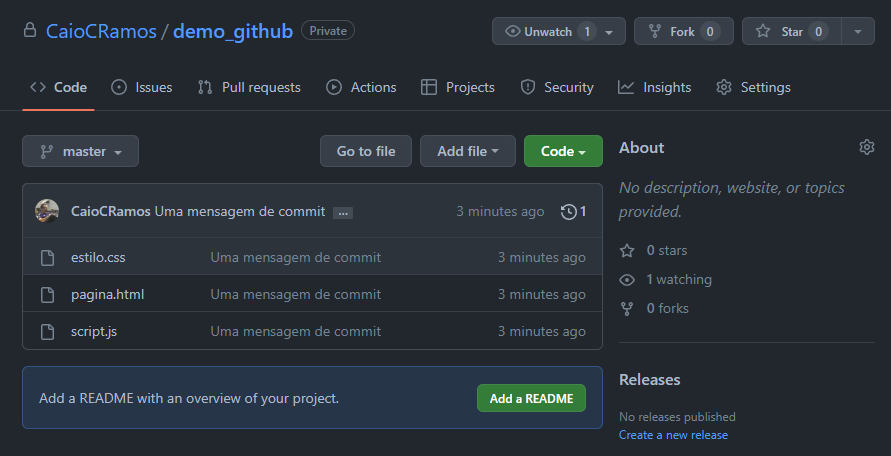 CaioCRamos / demo_github Private Unwatch 1 Fork 0 Star 0
Code Issues Pull requests Actions Projects Security Insights Settings
master Go to file Add file Code
CaioCRamos Uma mensagem de commit ... 3 minutes ago 1
estilo.css Uma mensagem de commit 3 minutes ago
pagina.html Uma mensagem de commit 3 minutes ago
script.js Uma mensagem de commit 3 minutes ago
Add a README with an overview of your project. Add a README
About
No description, website, or topics
provided.
0 stars
1 watching
0 forks
Releases
No releases published
Create a new release